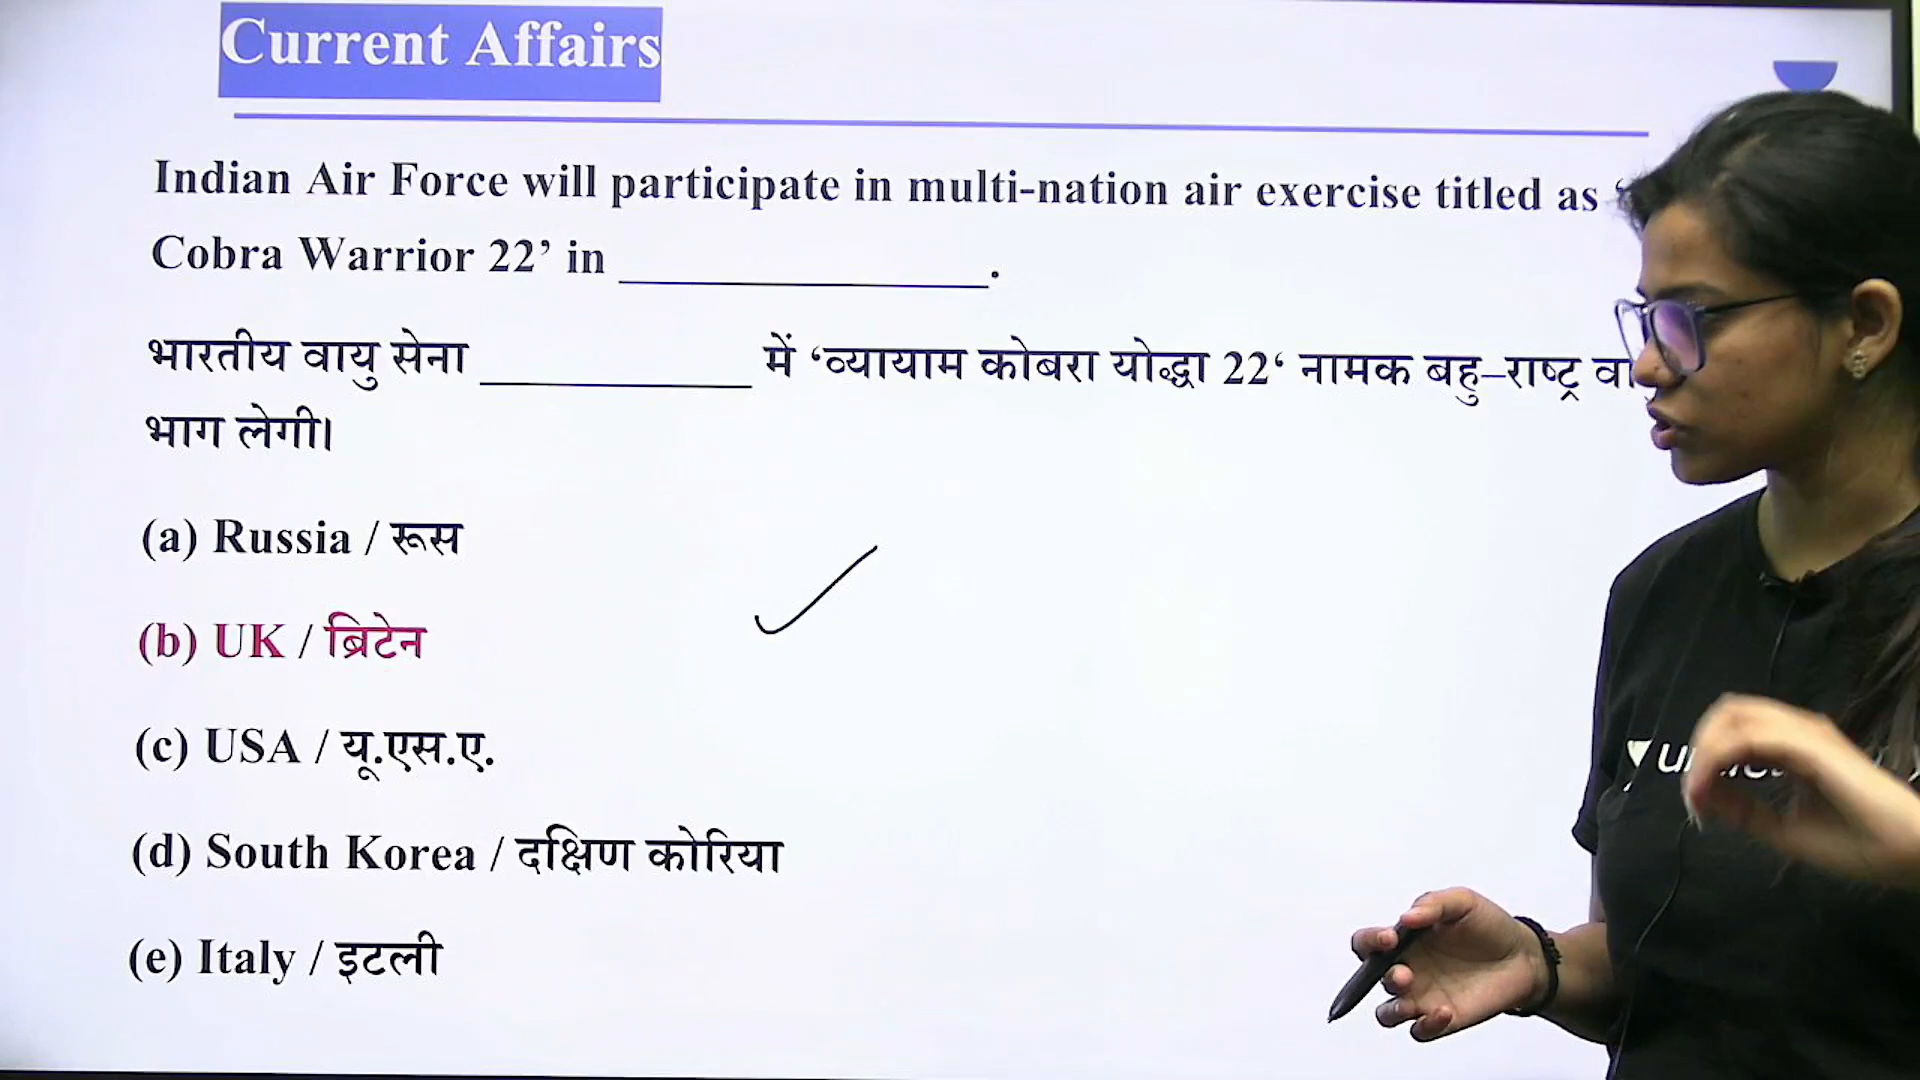 Current Affairs
Indian Air Force will participate in multi-nation air exercise titled as ‘
Cobra Warrior 22’ in ____________.
भारतीय वायु सेना ____________ में ‘व्यायाम कोबरा योद्धा 22‘ नामक बहु–राष्ट्र
भाग लेगी।
(a) Russia / रूस
(b) UK / ब्रिटेन
(c) USA / यू.एस.ए.
(d) South Korea / दक्षिण कोरिया
(e) Italy / इटली